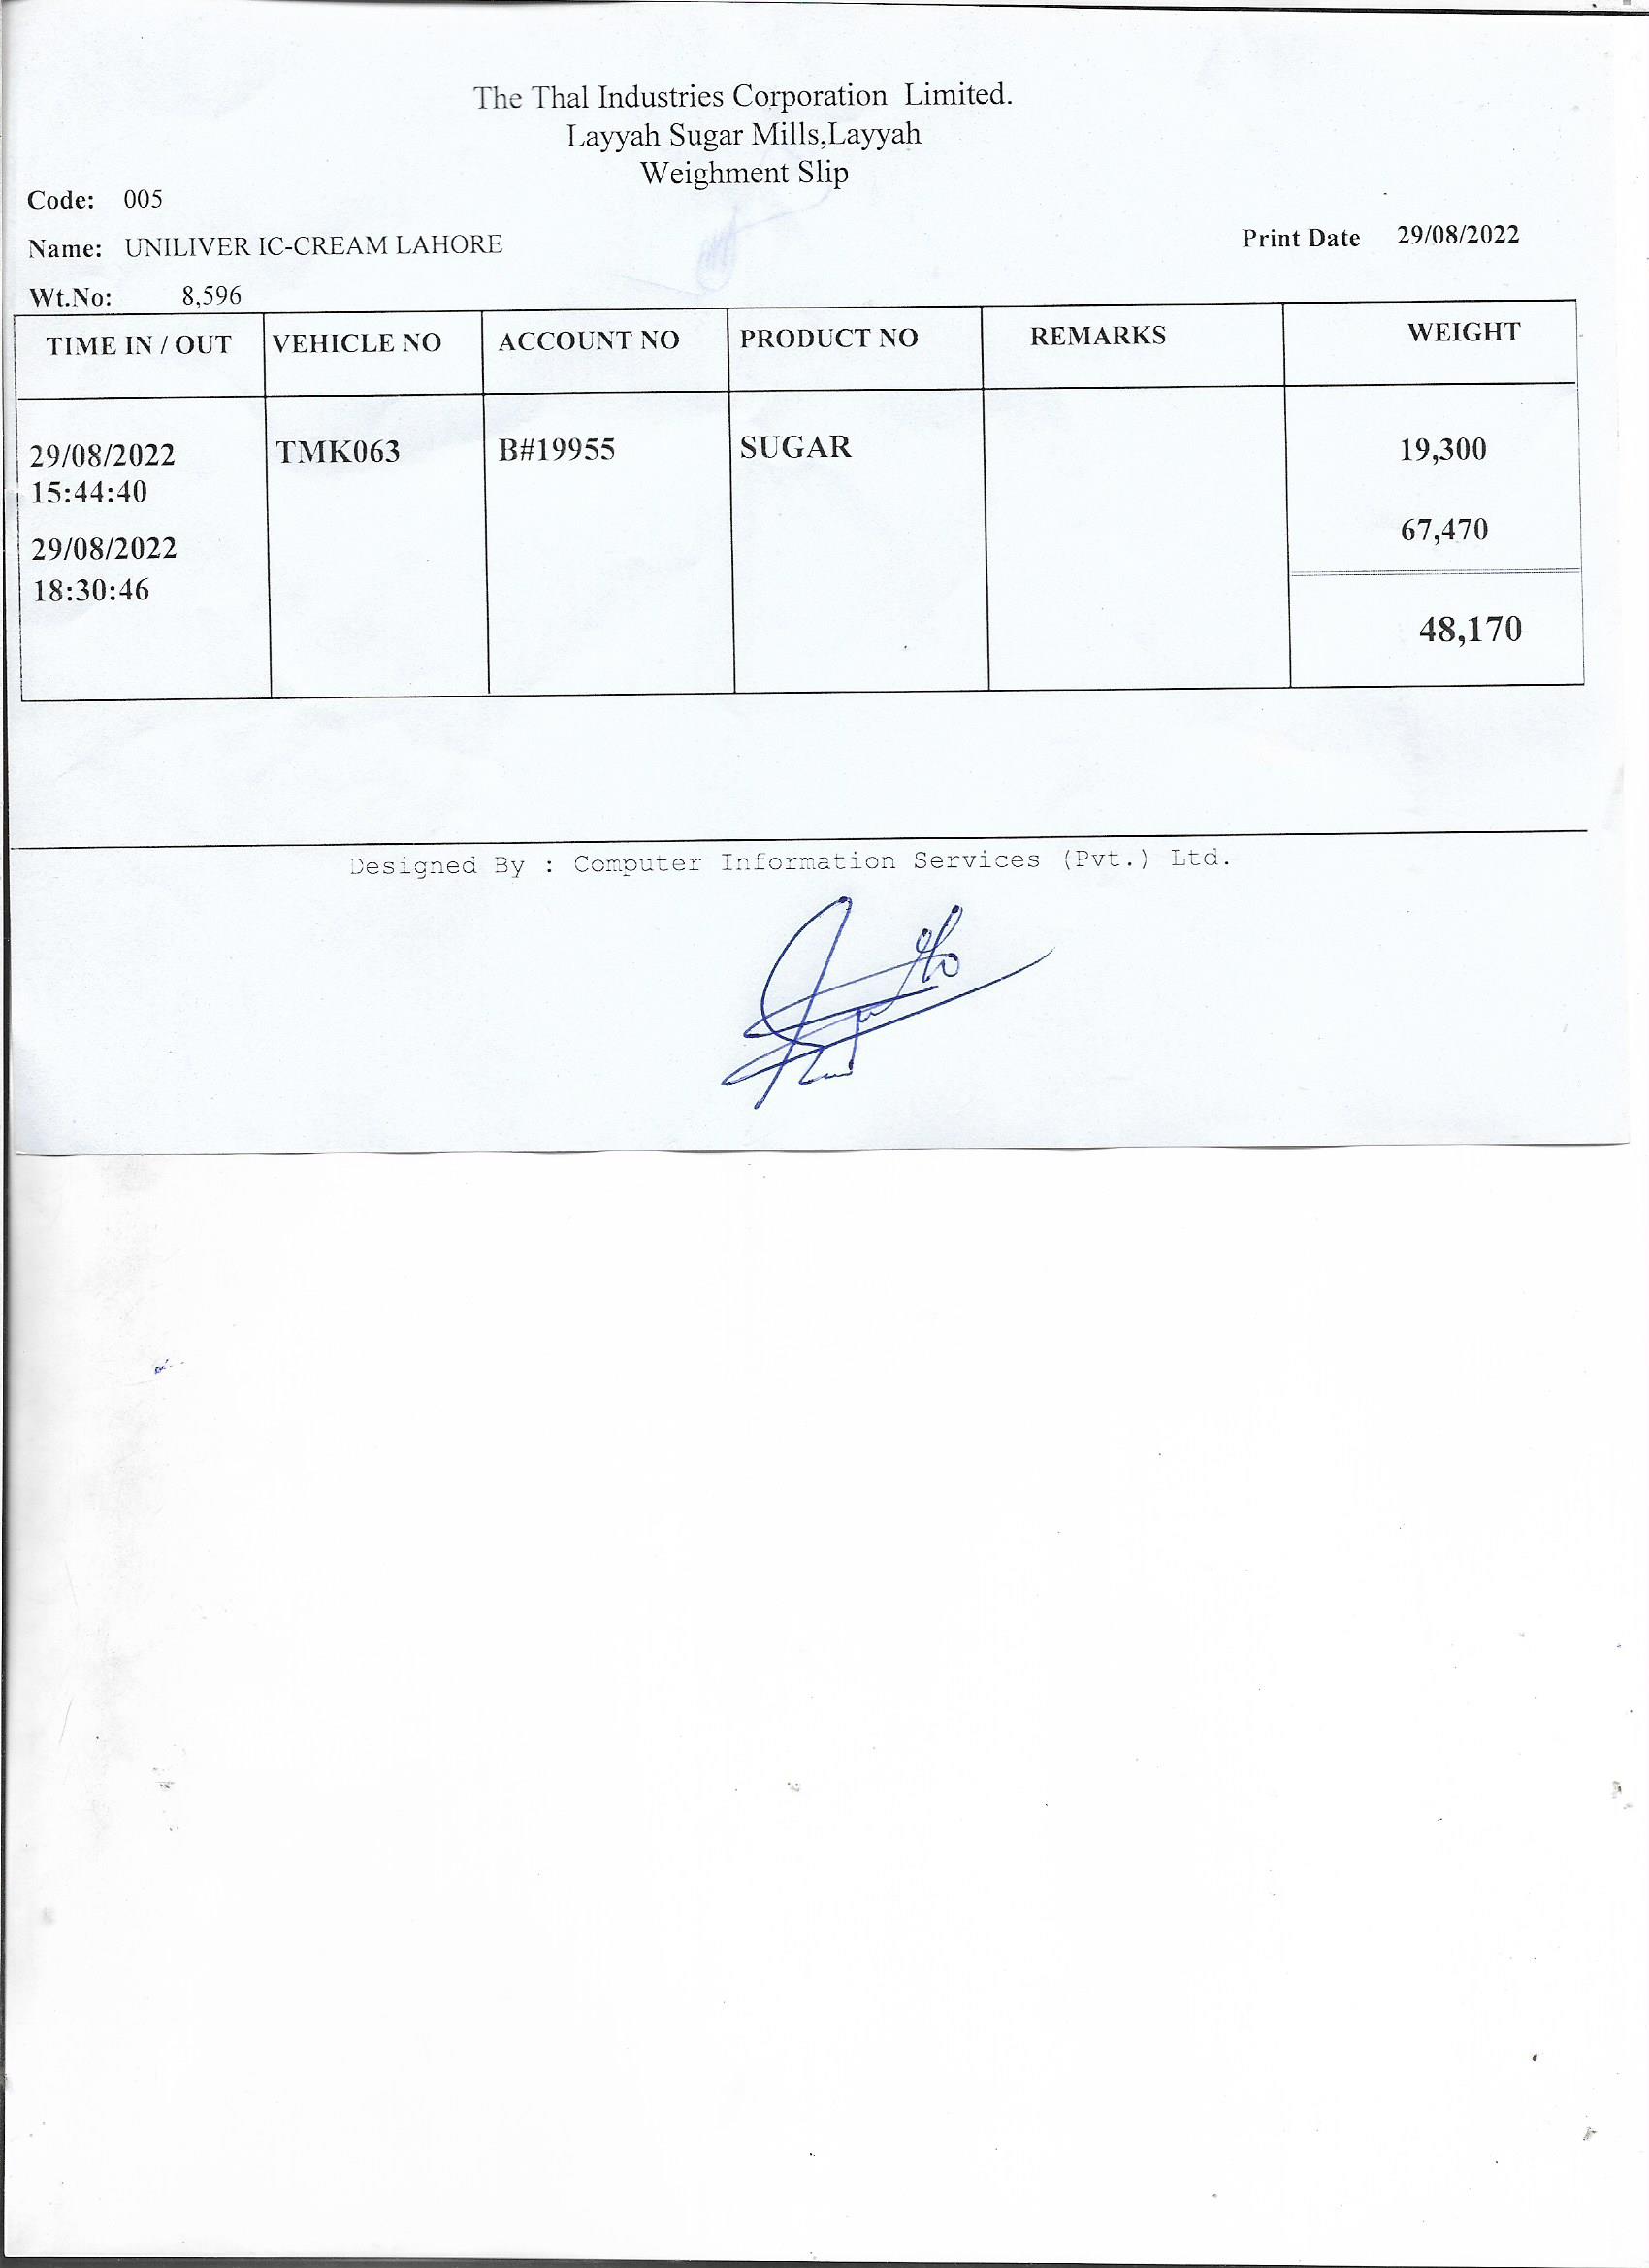 The Thal Industries Corporation Limited.
Layyah Sugar Mills,Layyah
Weighment Slip
Code: 005
Name: UNILIVER IC-CREAM LAHORE
Print Date 29/08/2022
Wt.No: 8,596
TIME IN / OUT VEHICLE NO ACCOUNT NO PRODUCT NO REMARKS WEIGHT
29/08/2022 TMK063 B#19955 SUGAR 19,300
15:44:40
29/08/2022 67,470
18:30:46
48,170
Designed By : Computer Information Services (Pvt.) Ltd.